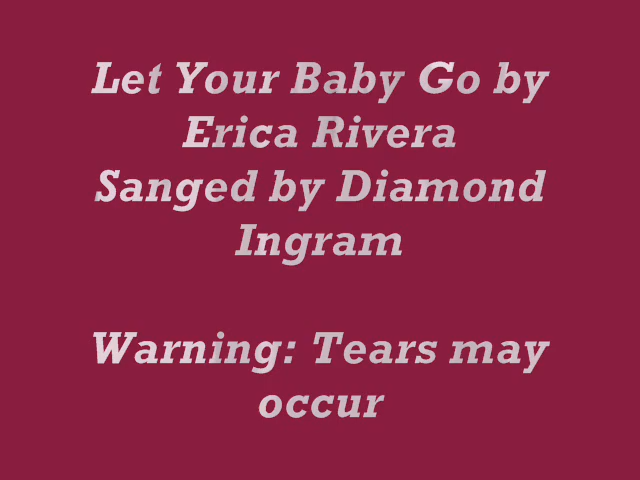 Let Your Baby Go by
Erica Rivera
Sanged by Diamond
Ingram
Warning: Tears may
occur